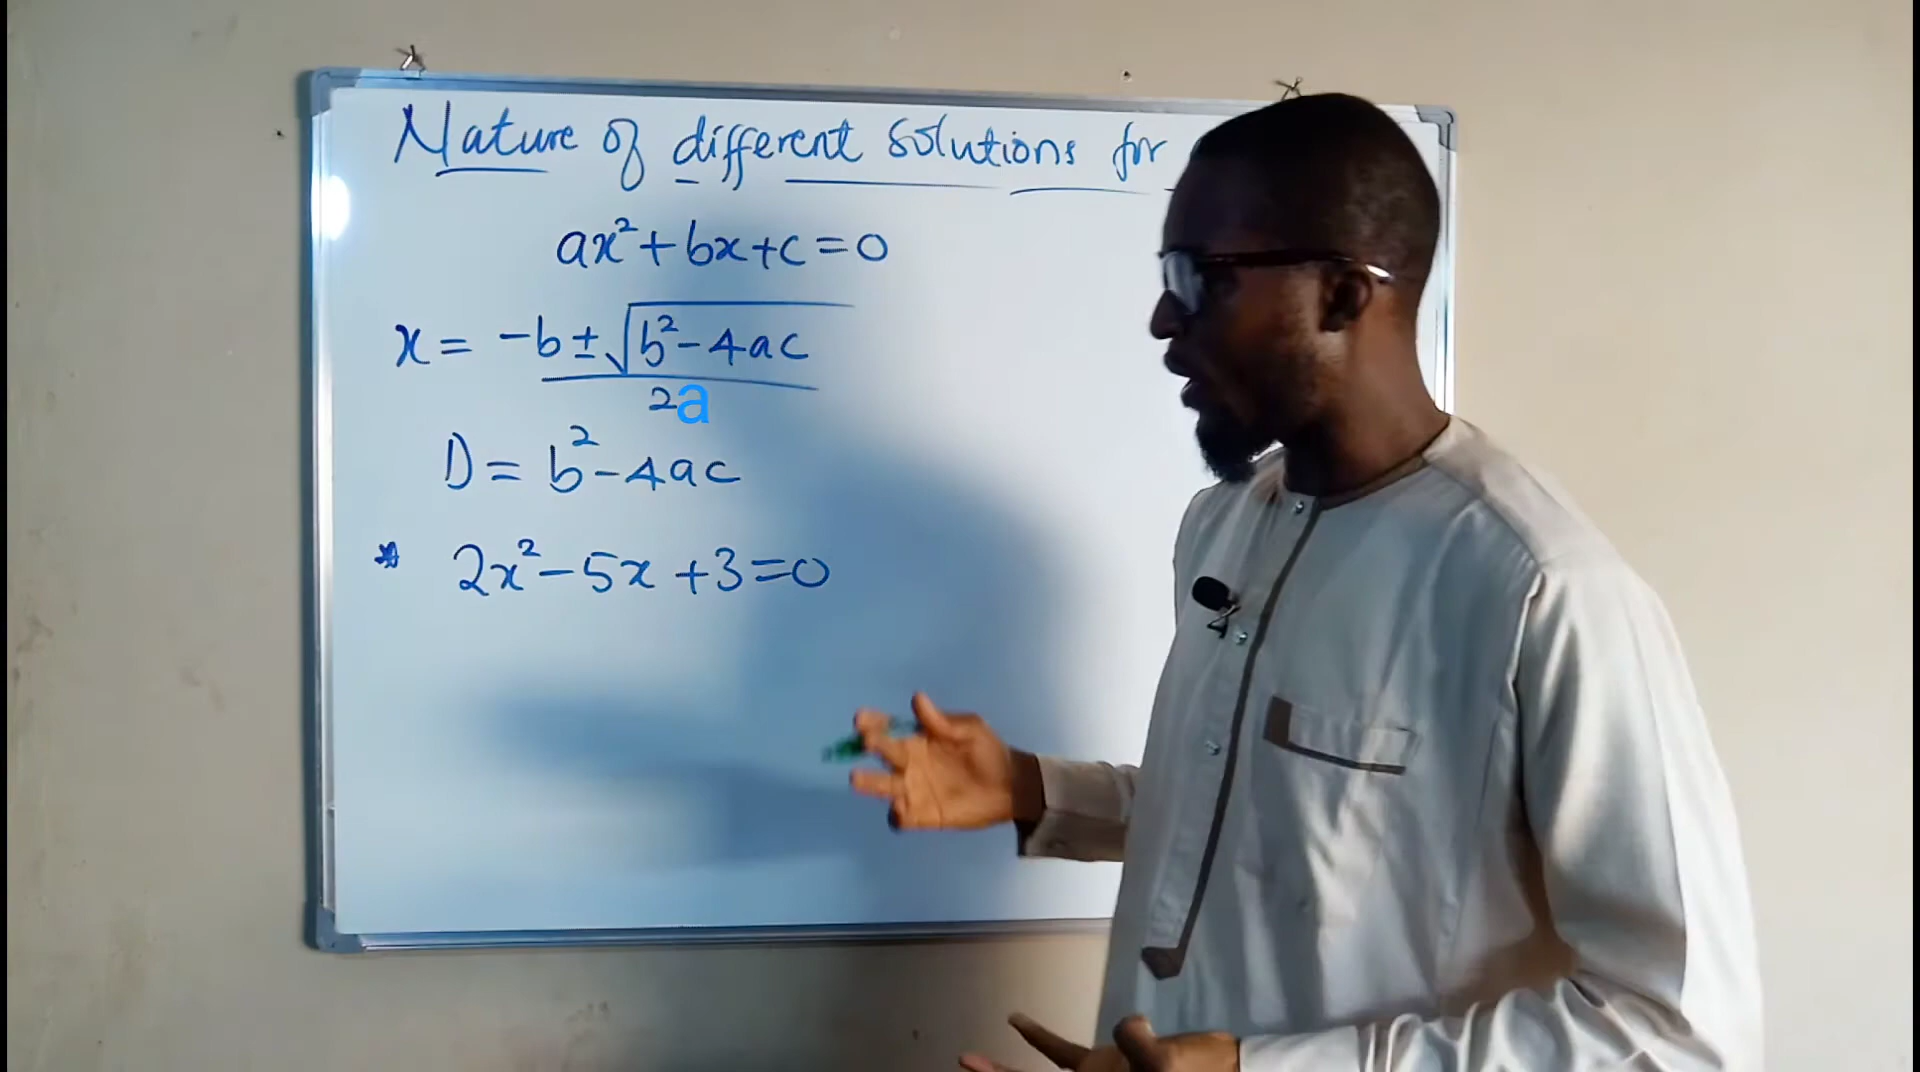 Nature of different solutions for
ax²+bx+c=0
x = -b±√b²-4ac
2a
D = b²-4ac
* 2x²-5x+3=0